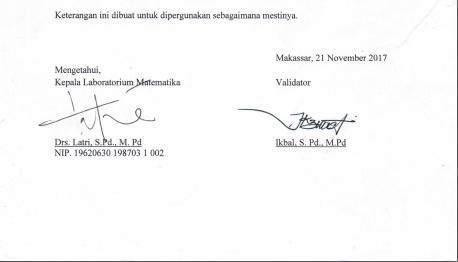 Keterangan ini dibuat untuk dipergunakan sebagaimana mestinya.
Makassar, 21 November 2017
Mengetahui,
Kepala Laboratorium Matematika
Validator
Drs. Latri, S.Pd., M. Pd
NIP. 19620630 198703 1 002
Ikbal, S. Pd., M.Pd